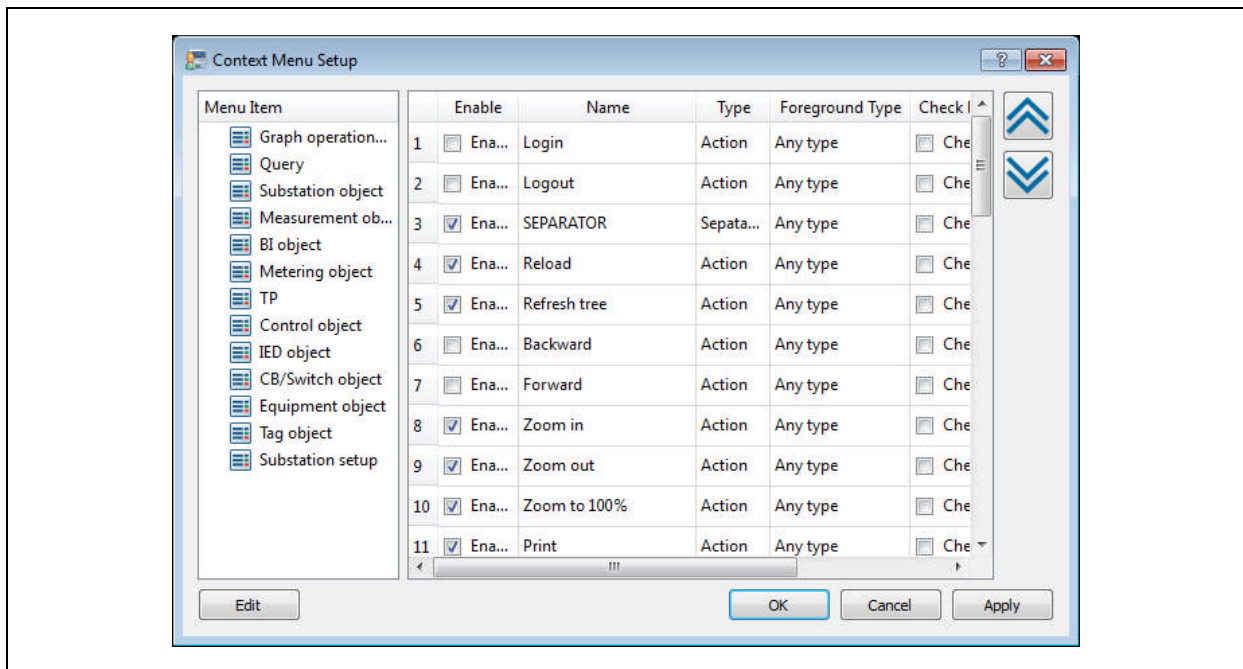 Context Menu Setup
Menu Item
Graph operation...
Query
Substation object
Measurement ob...
BI object
Metering object
TP
Control object
IED object
CB/Switch object
Equipment object
Tag object
Substation setup
Enable Name Type Foreground Type Check
1 Ena... Login Action Any type Che
2 Ena... Logout Action Any type Che
3 Ena... SEPARATOR Sepata... Any type Che
4 Ena... Reload Action Any type Che
5 Ena... Refresh tree Action Any type Che
6 Ena... Backward Action Any type Che
7 Ena... Forward Action Any type Che
8 Ena... Zoom in Action Any type Che
9 Ena... Zoom out Action Any type Che
10 Ena... Zoom to 100% Action Any type Che
11 Ena... Print Action Any type Che
Edit OK Cancel Apply